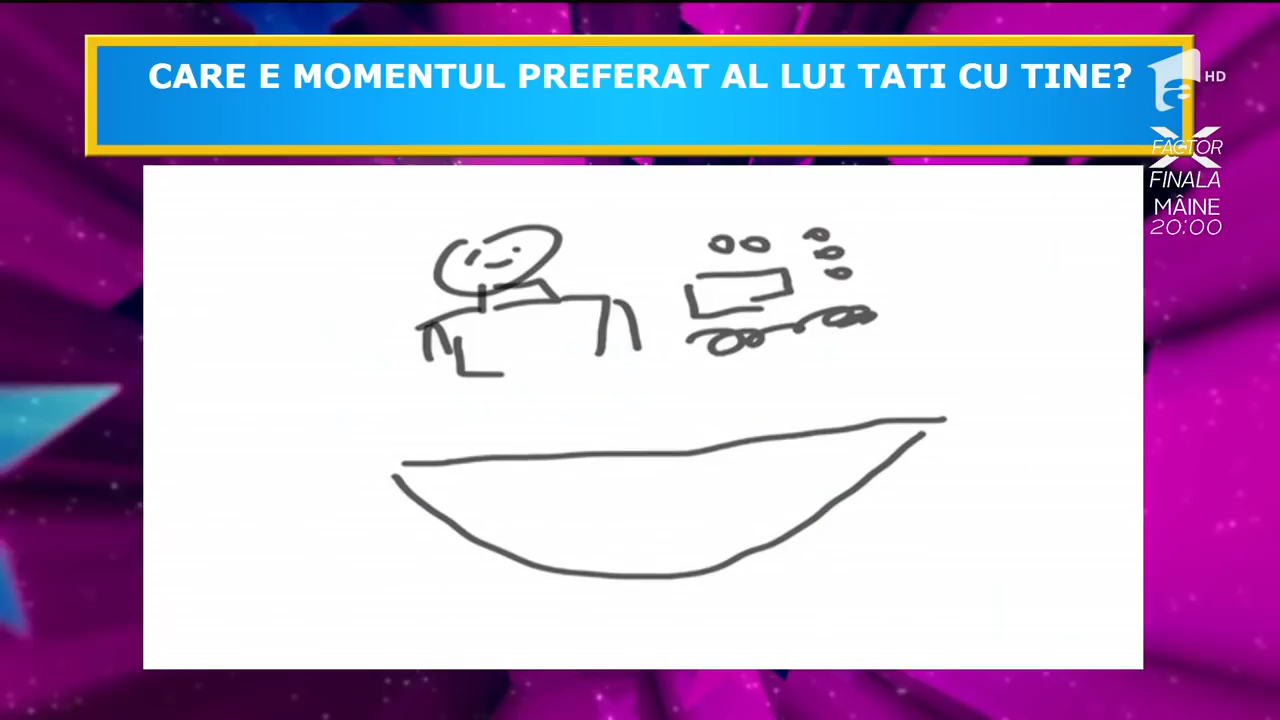 CARE E MOMENTUL PREFERAT AL LUI TATI CU TINE?
HD
X
FACTOR
FINALA
MÂINE
20:00